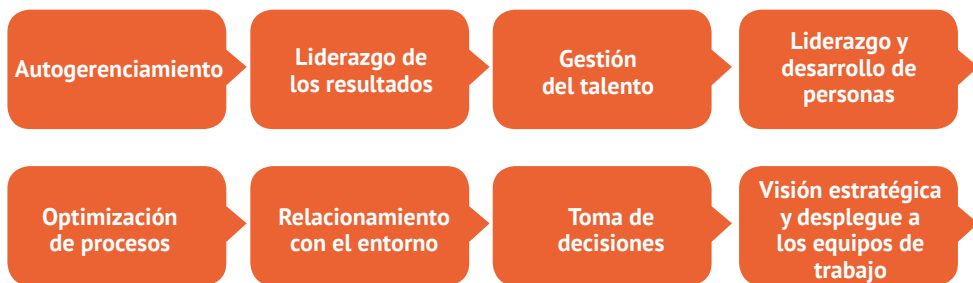 Autogerenciamiento
Liderazgo de
los resultados
Gestión
del talento
Liderazgo y
desarrollo de
personas
Optimización
de procesos
Relacionamiento
con el entorno
Toma de
decisiones
Visión estratégica
y desplegue a
los equipos de
trabajo